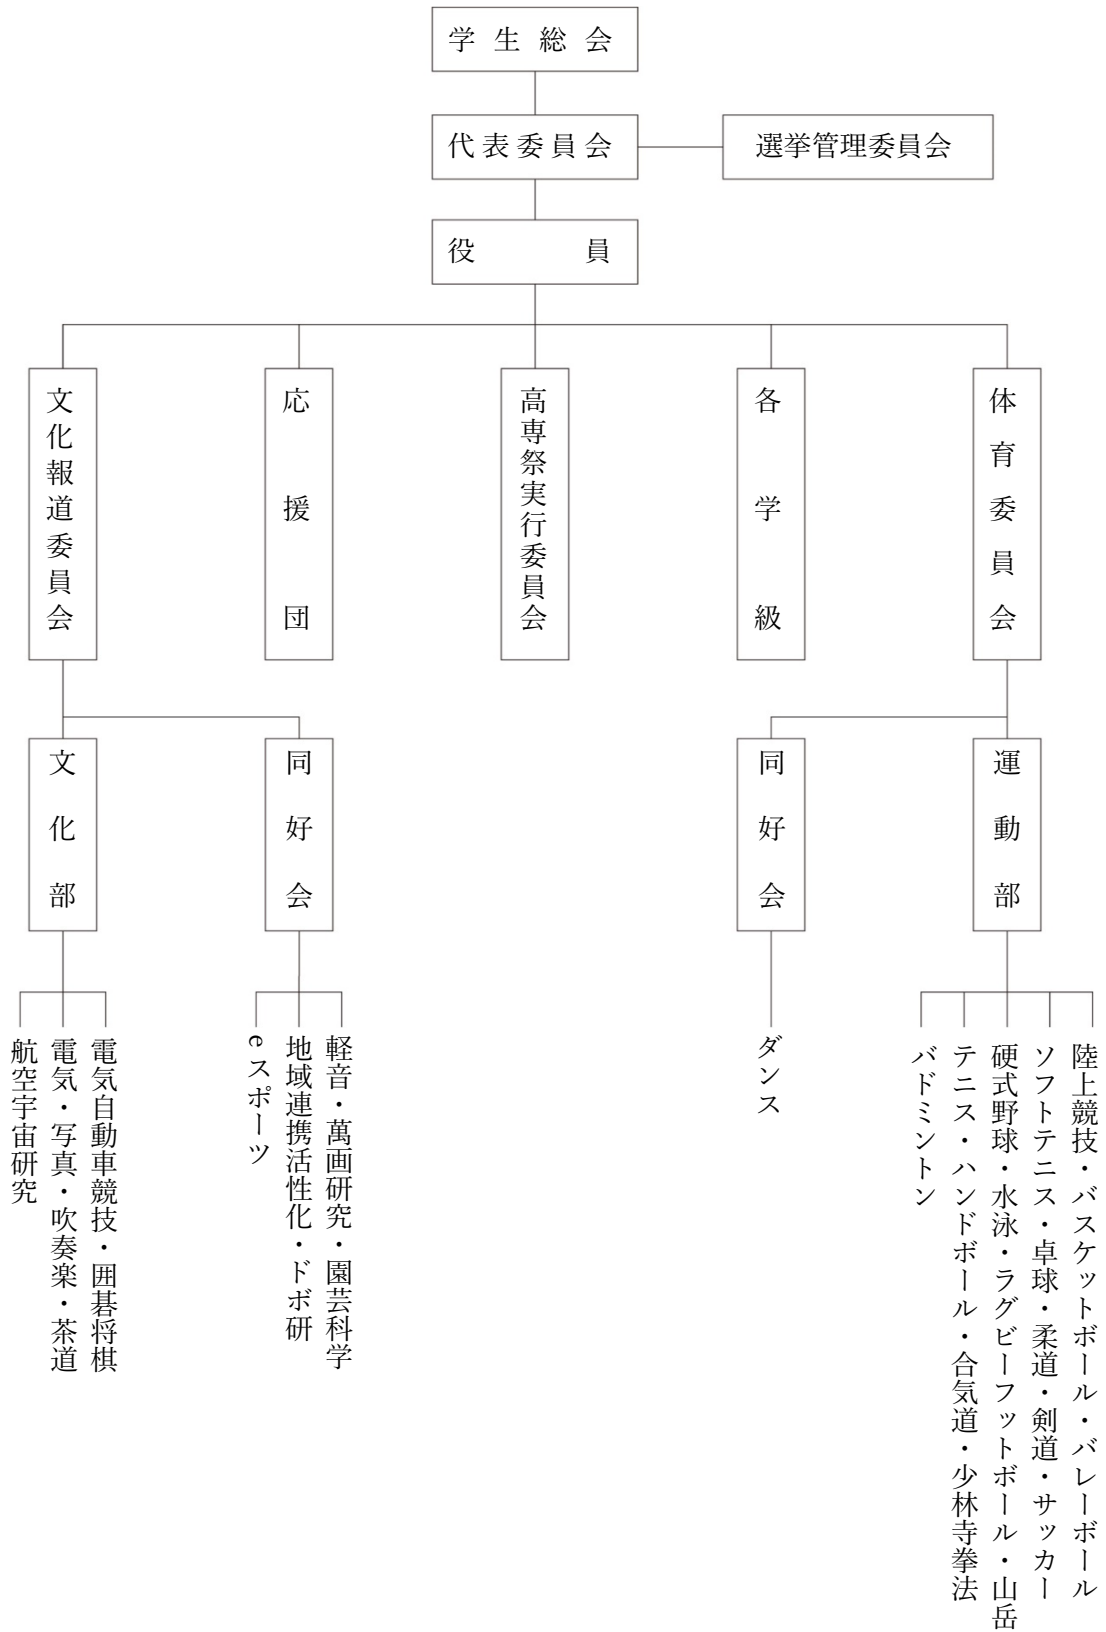 学生総会
代表委員会
選挙管理委員会
役員
文化報道委員会
応援団
高専祭実行委員会
各学級
体育委員会
文化部
同好会
同好会
運動部
電気自動車競技・囲碁将棋
電気・写真・吹奏楽・茶道
航空宇宙研究
軽音・萬画研究・園芸科学
地域連携活性化・ドボ研
eスポーツ
ダンス
陸上競技・バスケットボール・バレーボール
ソフトテニス・卓球・柔道・剣道・サッカー
硬式野球・水泳・ラグビーフットボール・山岳
テニス・ハンドボール・合気道・少林寺拳法
バドミントン